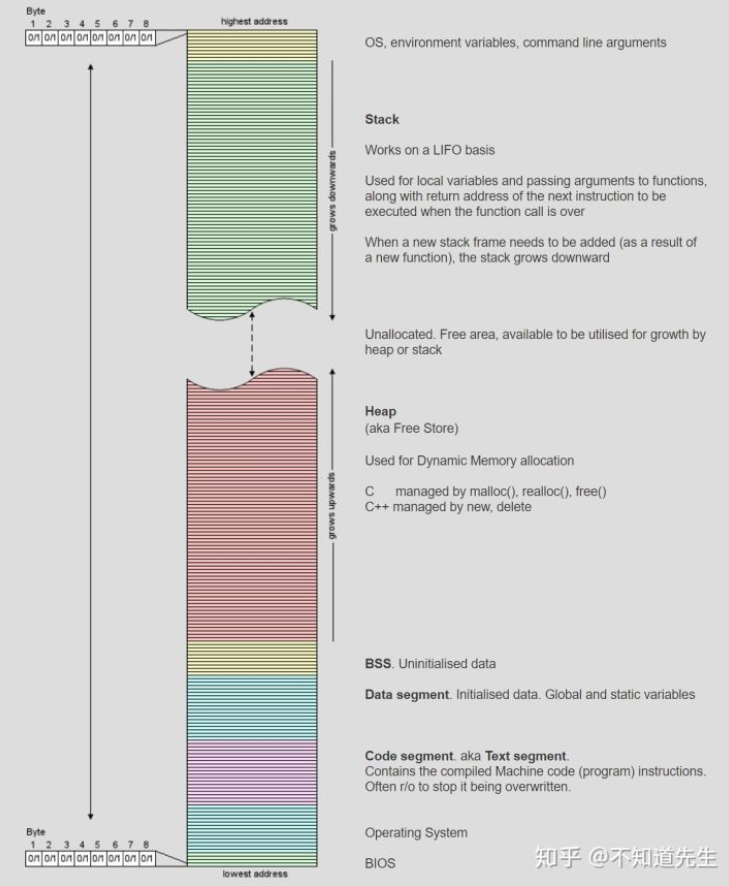 Byte
1 2 3 4 5 6 7 8
0/1 0/1 0/1 0/1 0/1 0/1 0/1 0/1
highest address
OS, environment variables, command line arguments
grows downwards
Stack
Works on a LIFO basis
Used for local variables and passing arguments to functions,
along with return address of the next instruction to be
executed when the function call is over
When a new stack frame needs to be added (as a result of
a new function), the stack grows downward
Unallocated. Free area, available to be utilised for growth by
heap or stack
grows upwards
Heap
(aka Free Store)
Used for Dynamic Memory allocation
C managed by malloc(), realloc(), free()
C++ managed by new, delete
BSS. Uninitialised data
Data segment. Initialised data. Global and static variables
Code segment. aka Text segment.
Contains the compiled Machine code (program) instructions.
Often r/o to stop it being overwritten.
Operating System
Byte
1 2 3 4 5 6 7 8
0/1 0/1 0/1 0/1 0/1 0/1 0/1 0/1
lowest address
BIOS
知乎 @不知道先生